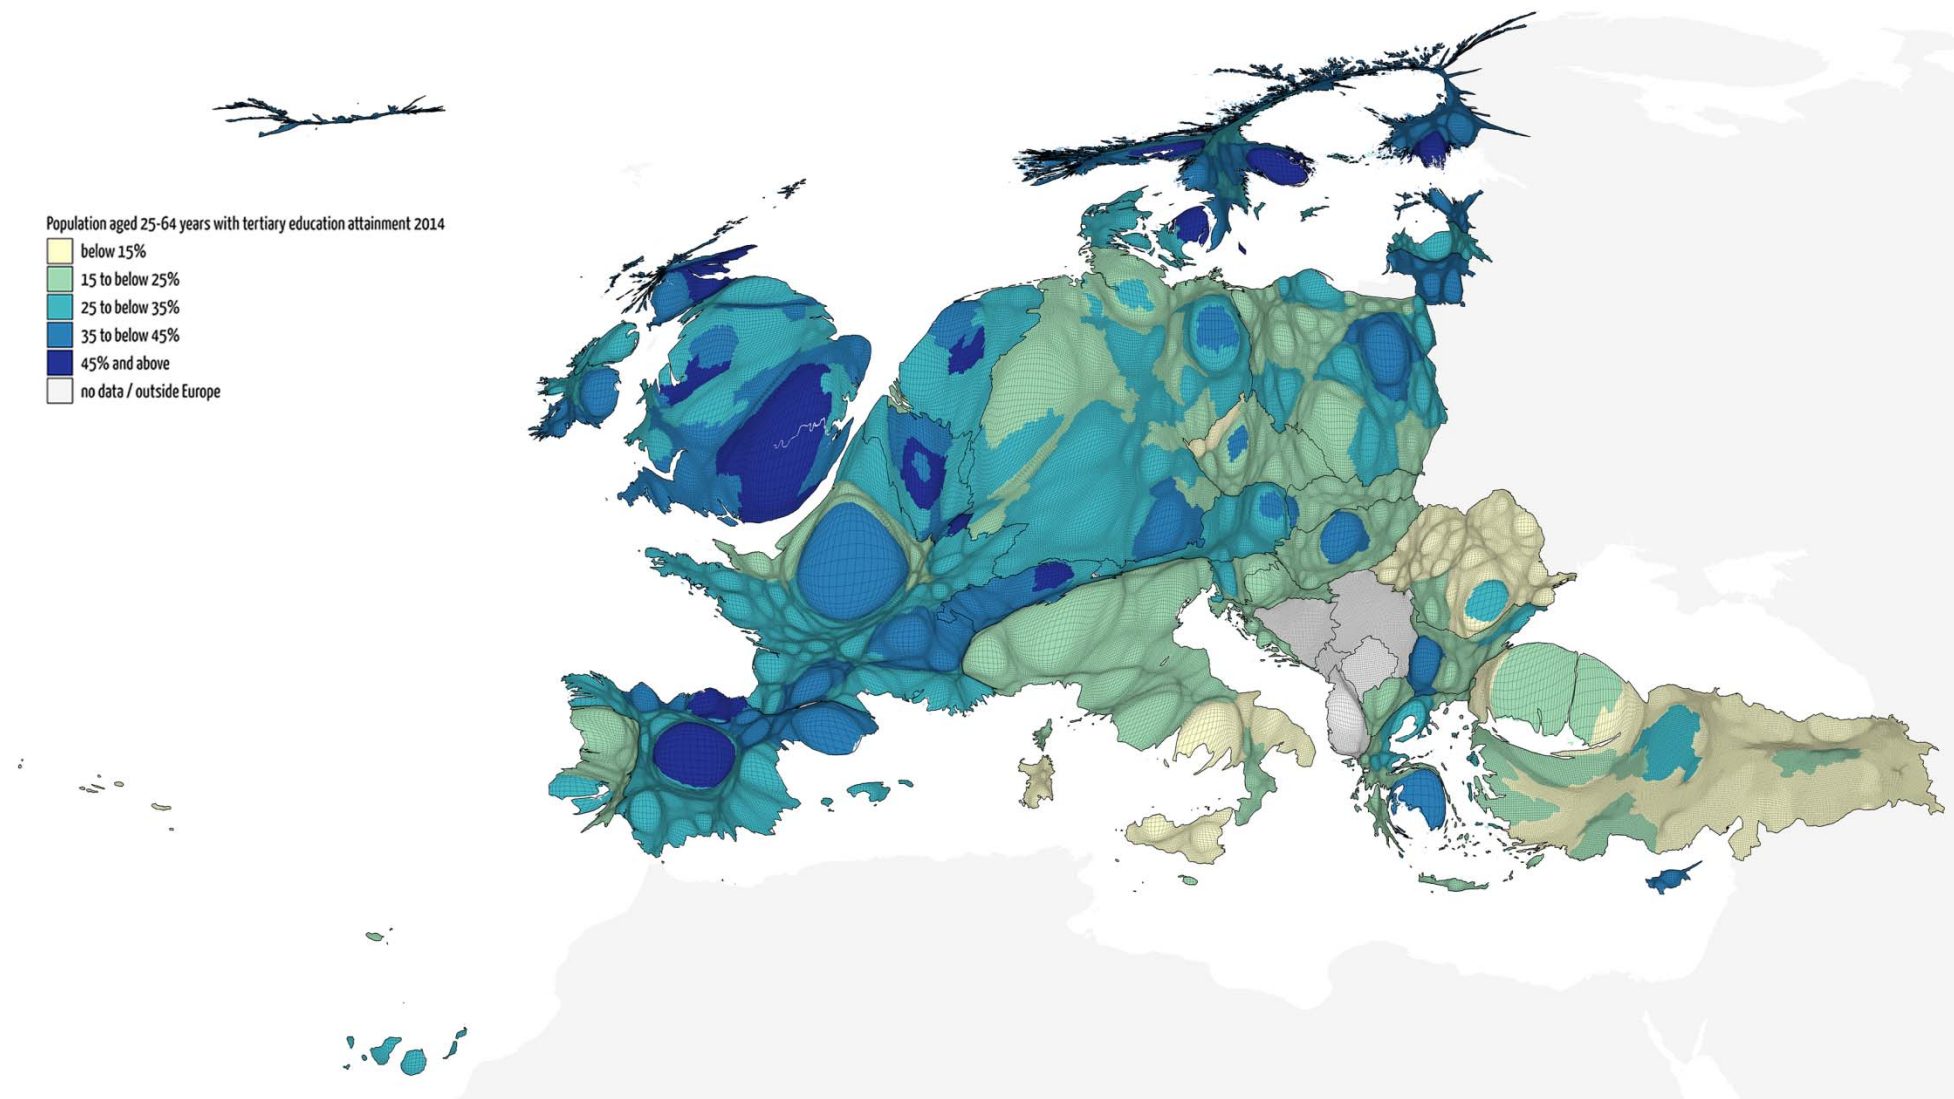 Population aged 25-64 years with tertiary education attainment 2014
below 15%
15 to below 25%
25 to below 35%
35 to below 45%
45% and above
no data / outside Europe